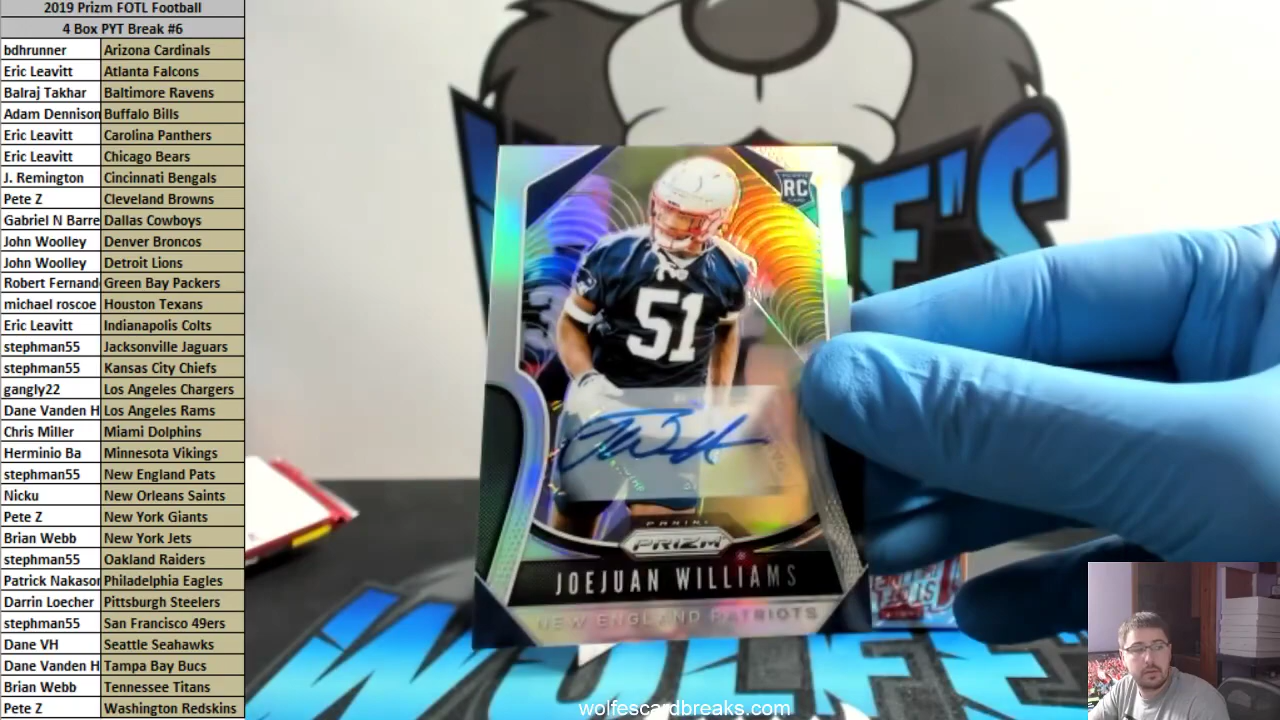 2019 Prizm FOTL Football
4 Box PYT Break #6
bdhrunner Arizona Cardinals
Eric Leavitt Atlanta Falcons
Balraj Takhar Baltimore Ravens
Adam Dennison Buffalo Bills
Eric Leavitt Carolina Panthers
Eric Leavitt Chicago Bears
J. Remington Cincinnati Bengals
Pete Z Cleveland Browns
Gabriel N Barre Dallas Cowboys
John Woolley Denver Broncos
John Woolley Detroit Lions
Robert Fernand Green Bay Packers
michael roscoe Houston Texans
Eric Leavitt Indianapolis Colts
stephman55 Jacksonville Jaguars
stephman55 Kansas City Chiefs
gangly22 Los Angeles Chargers
Dane Vanden H Los Angeles Rams
Chris Miller Miami Dolphins
Herminio Ba Minnesota Vikings
stephman55 New England Pats
Nicku New Orleans Saints
Pete Z New York Giants
Brian Webb New York Jets
stephman55 Oakland Raiders
Patrick Nakason Philadelphia Eagles
Darrin Loecher Pittsburgh Steelers
stephman55 San Francisco 49ers
Dane VH Seattle Seahawks
Dane Vanden H Tampa Bay Bucs
Brian Webb Tennessee Titans
Pete Z Washington Redskins
RC
51
PANINI
PRIZM
JOEJUAN WILLIAMS
NEW ENGLAND PATRIOTS
WOLFE
wolfescardbreaks.com